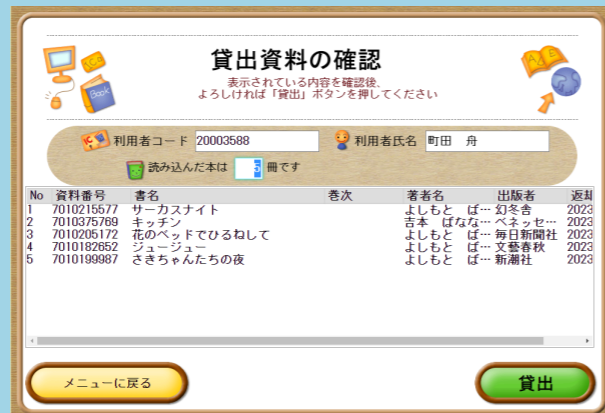 貸出資料の確認
表示されている内容を確認後、
よろしければ「貸出」ボタンを押してください
利用者コード 20003588 利用者氏名 町田 舟
読み込んだ本は 5 冊です
No 資料番号 書名 巻次 著者名 出版者 返却
1 7010215577 サーカスナイト よしもと ば… 幻冬舎 2023
2 7010375769 キッチン 吉本 ばなな… ベネッセ… 2023
3 7010205172 花のベッドでひるねして よしもと ば… 毎日新聞社 2023
4 7010182652 ジュージュー よしもと ば… 文藝春秋 2023
5 7010199987 さきちゃんたちの夜 よしもと ば… 新潮社 2023
メニューに戻る 貸出